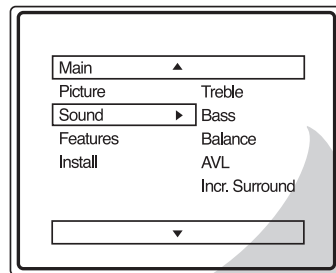 Main
Picture Treble
Sound Bass
Features Balance
Install AVL
Incr. Surround